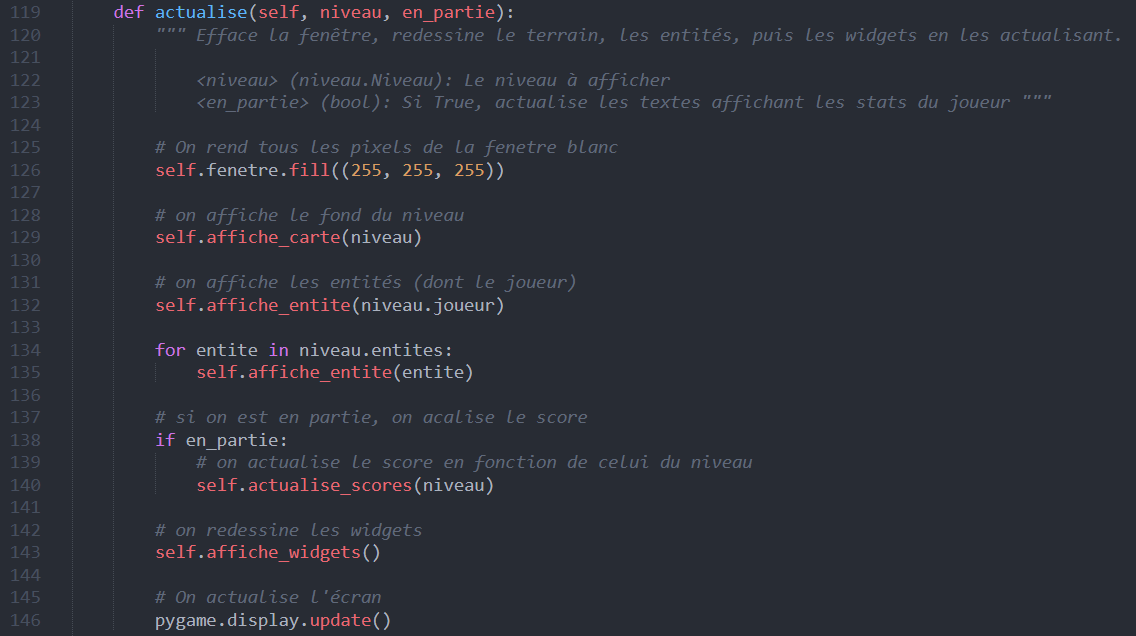 119 def actualise(self, niveau, en_partie):
120 """ Efface la fenêtre, redessine le terrain, les entités, puis les widgets en les actualisant.
121
122 <niveau> (niveau.Niveau): Le niveau à afficher
123 <en_partie> (bool): Si True, actualise les textes affichant les stats du joueur """
124
125 # On rend tous les pixels de la fenetre blanc
126 self.fenetre.fill((255, 255, 255))
127
128 # on affiche le fond du niveau
129 self.affiche_carte(niveau)
130
131 # on affiche les entités (dont le joueur)
132 self.affiche_entite(niveau.joueur)
133
134 for entite in niveau.entites:
135 self.affiche_entite(entite)
136
137 # si on est en partie, on acalise le score
138 if en_partie:
139 # on actualise le score en fonction de celui du niveau
140 self.actualise_scores(niveau)
141
142 # on redessine les widgets
143 self.affiche_widgets()
144
145 # On actualise l'écran
146 pygame.display.update()